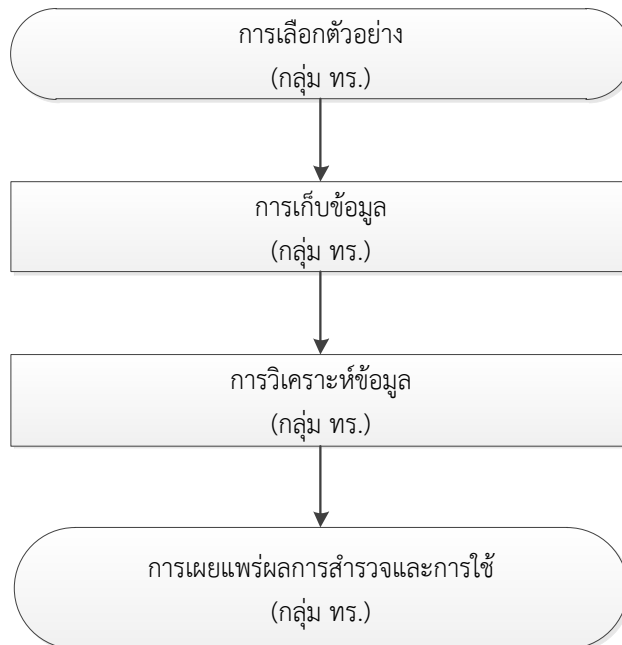 การเลือกตัวอย่าง
(กลุ่ม ทร.)
การเก็บข้อมูล
(กลุ่ม ทร.)
การวิเคราะห์ข้อมูล
(กลุ่ม ทร.)
การเผยแพร่ผลการสำรวจและการใช้
(กลุ่ม ทร.)